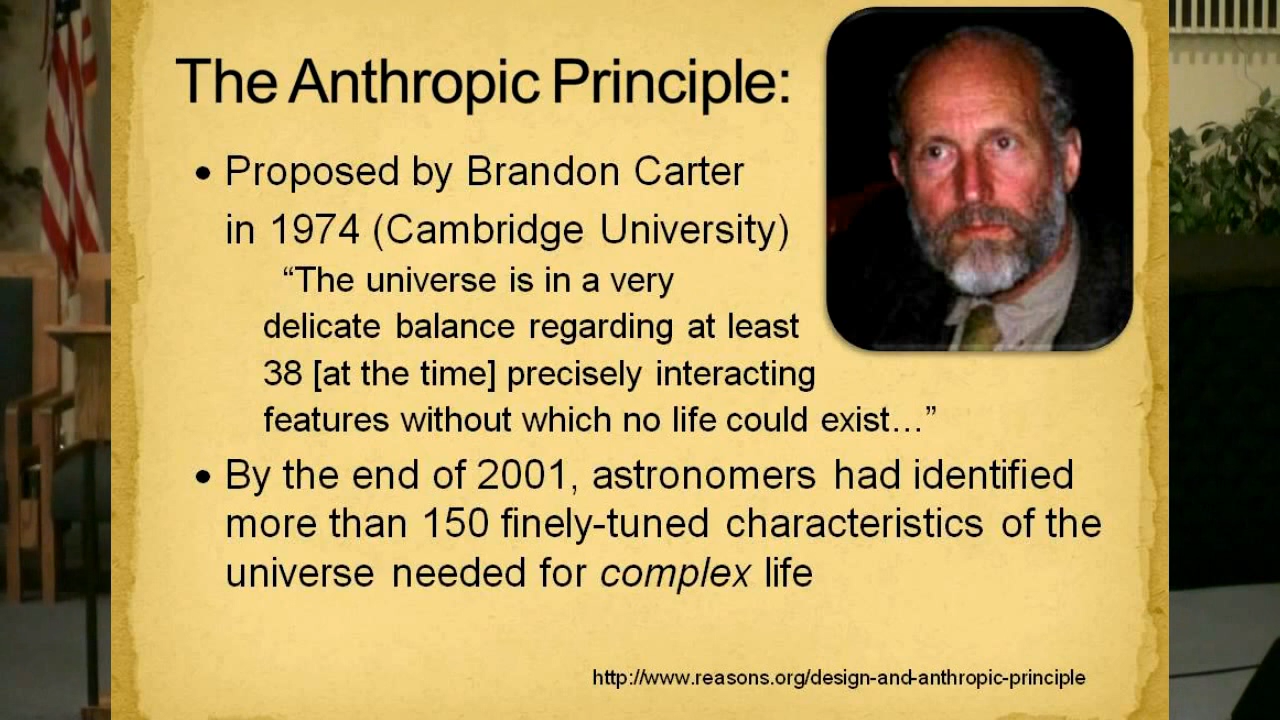 The Anthropic Principle:
• Proposed by Brandon Carter
in 1974 (Cambridge University)
“The universe is in a very
delicate balance regarding at least
38 [at the time] precisely interacting
features without which no life could exist…”
• By the end of 2001, astronomers had identified
more than 150 finely-tuned characteristics of the
universe needed for complex life
http://www.reasons.org/design-and-anthropic-principle